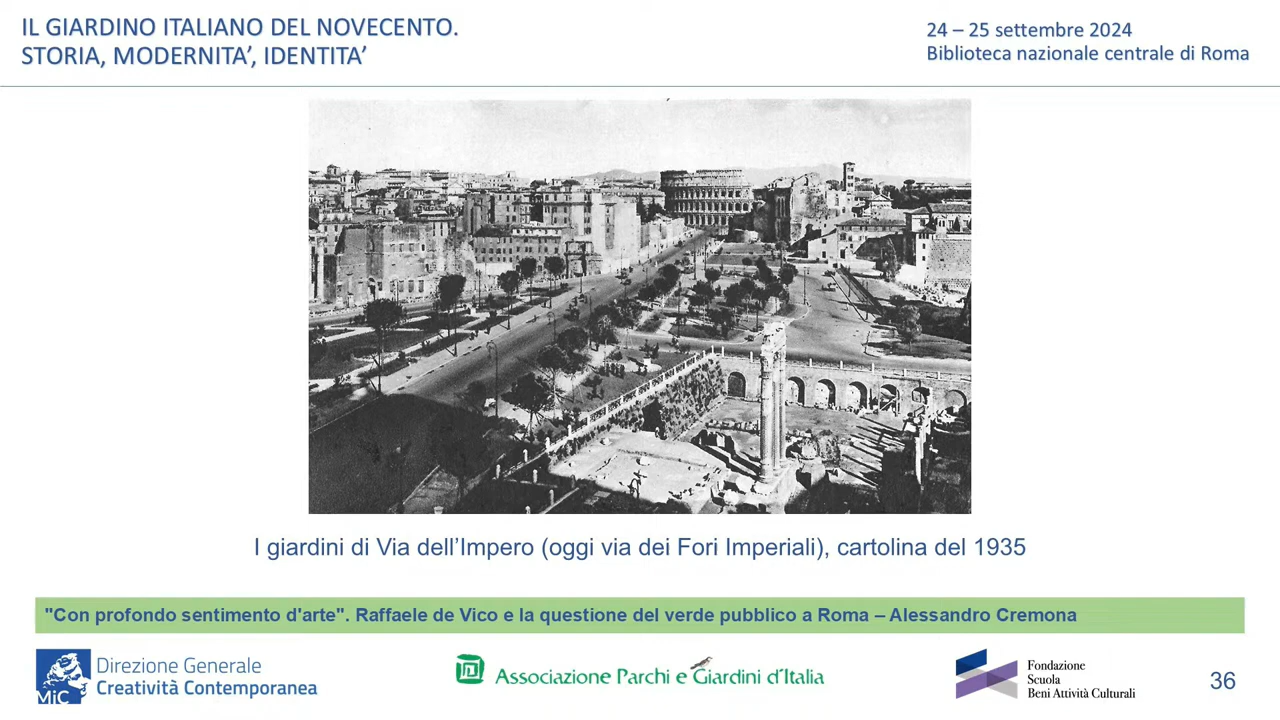 IL GIARDINO ITALIANO DEL NOVECENTO.
STORIA, MODERNITA’, IDENTITA’
24 – 25 settembre 2024
Biblioteca nazionale centrale di Roma
I giardini di Via dell’Impero (oggi via dei Fori Imperiali), cartolina del 1935
"Con profondo sentimento d'arte". Raffaele de Vico e la questione del verde pubblico a Roma – Alessandro Cremona
MiC
Direzione Generale
Creatività Contemporanea
Associazione Parchi e Giardini d’Italia
Fondazione
Scuola
Beni Attività Culturali
36